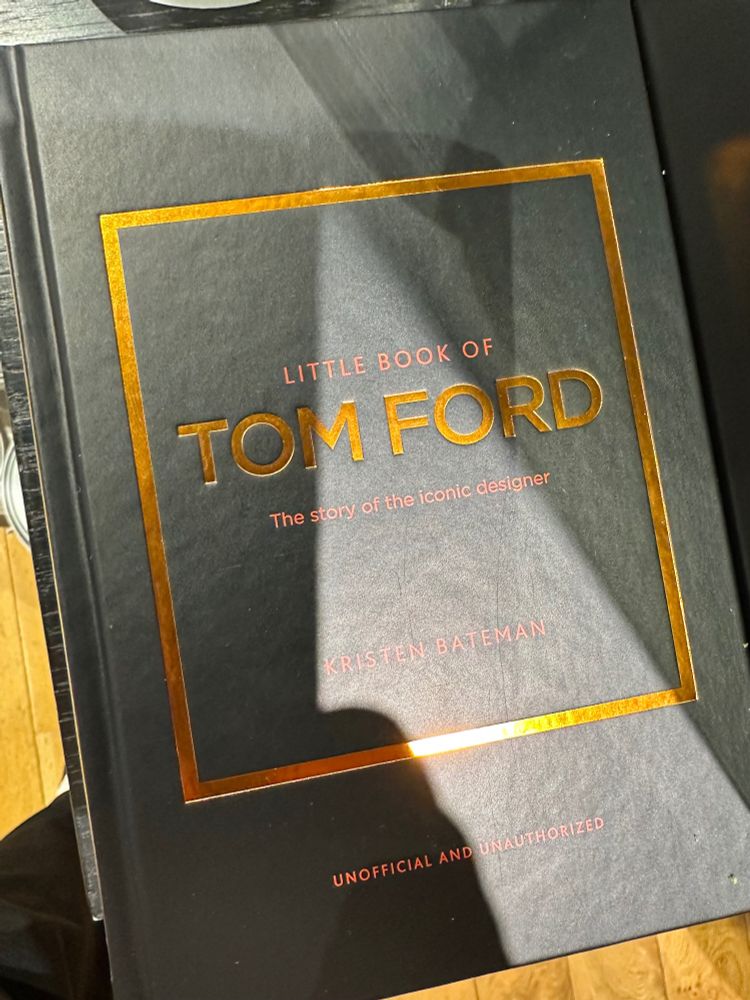 LITTLE BOOK OF
TOM FORD
The story of the iconic designer
KRISTEN BATEMAN
UNOFFICIAL AND UNAUTHORIZED